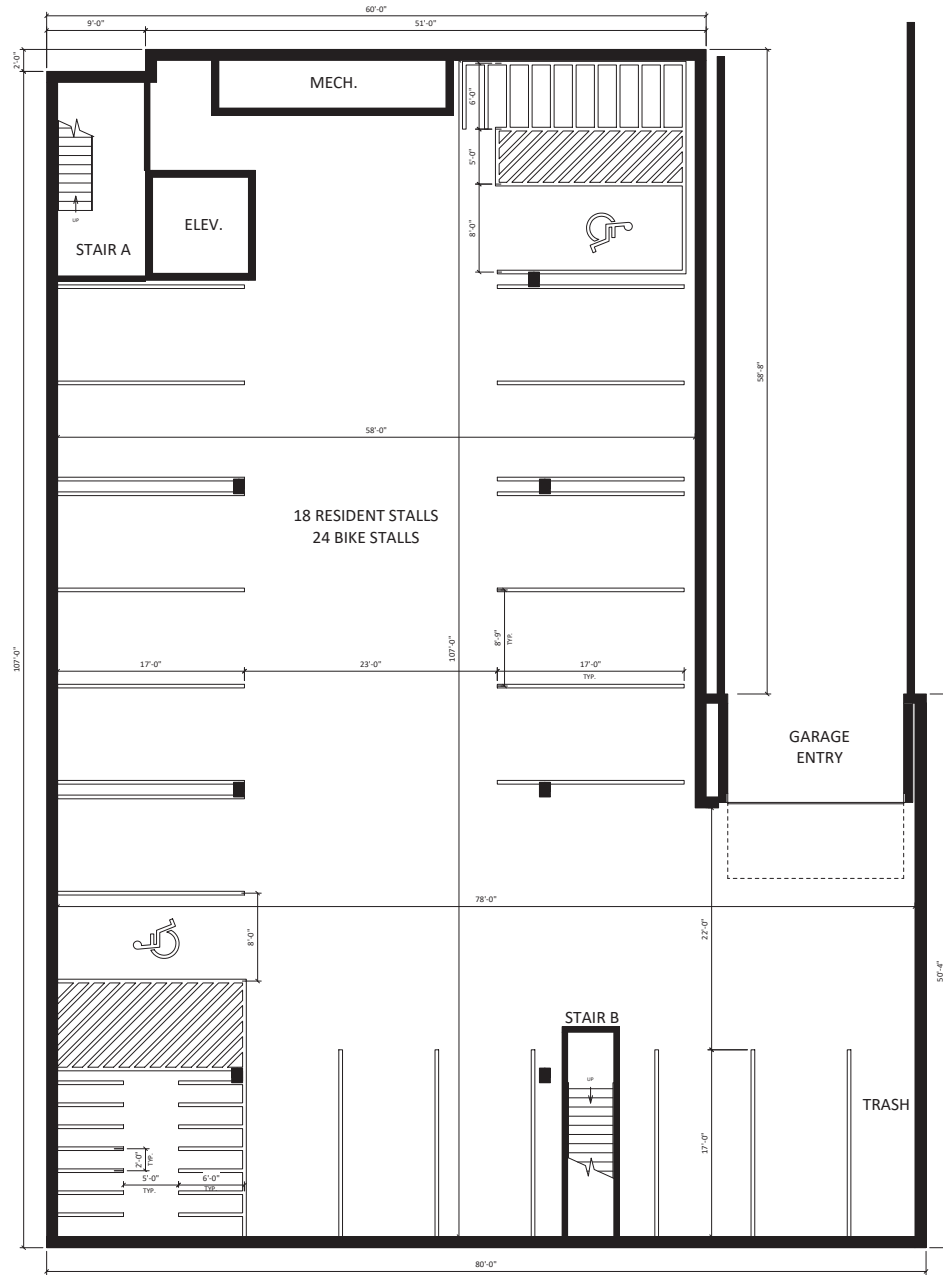 60'-0"
9'-0"
51'-0"
2'-0"
MECH.
6'-0"
5'-0"
8'-0"
UP
STAIR A
ELEV.
58'-8"
58'-0"
18 RESIDENT STALLS
24 BIKE STALLS
8'-9"
TYP.
107'-0"
107'-0"
17'-0"
23'-0"
17'-0"
TYP.
GARAGE
ENTRY
78'-0"
8'-0"
22'-0"
50'-4"
STAIR B
UP
TRASH
2'-0"
TYP.
5'-0"
TYP.
6'-0"
TYP.
17'-0"
80'-0"